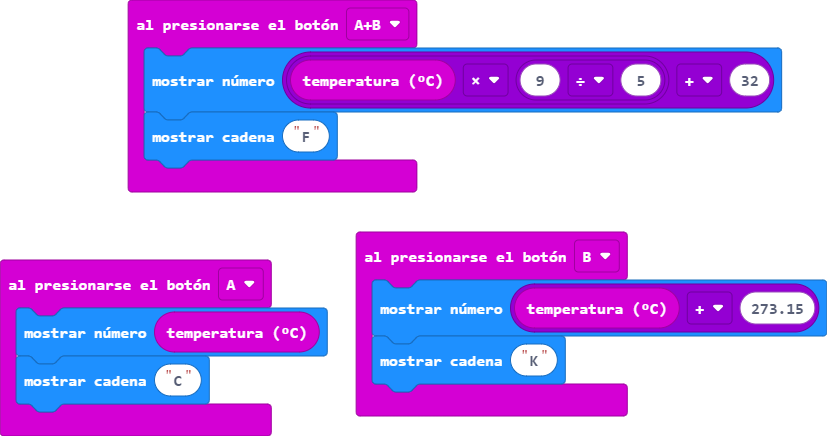 al presionarse el botón A+B
mostrar número temperatura (ºC) × 9 ÷ 5 + 32
mostrar cadena "F"
al presionarse el botón A
mostrar número temperatura (ºC)
mostrar cadena "C"
al presionarse el botón B
mostrar número temperatura (ºC) + 273.15
mostrar cadena "K"